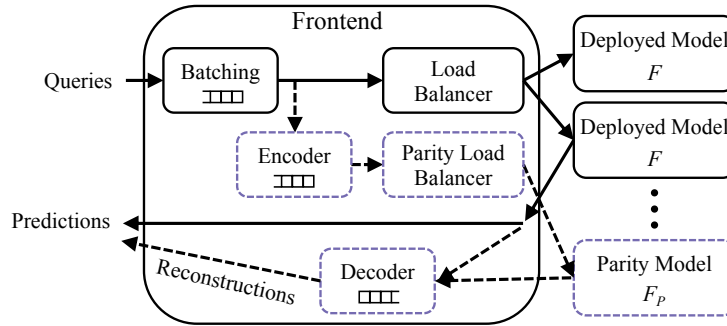 Frontend
Queries
Batching
Load
Balancer
Deployed Model
F
Deployed Model
F
Encoder
Parity Load
Balancer
Predictions
Reconstructions
Decoder
Parity Model
F_P